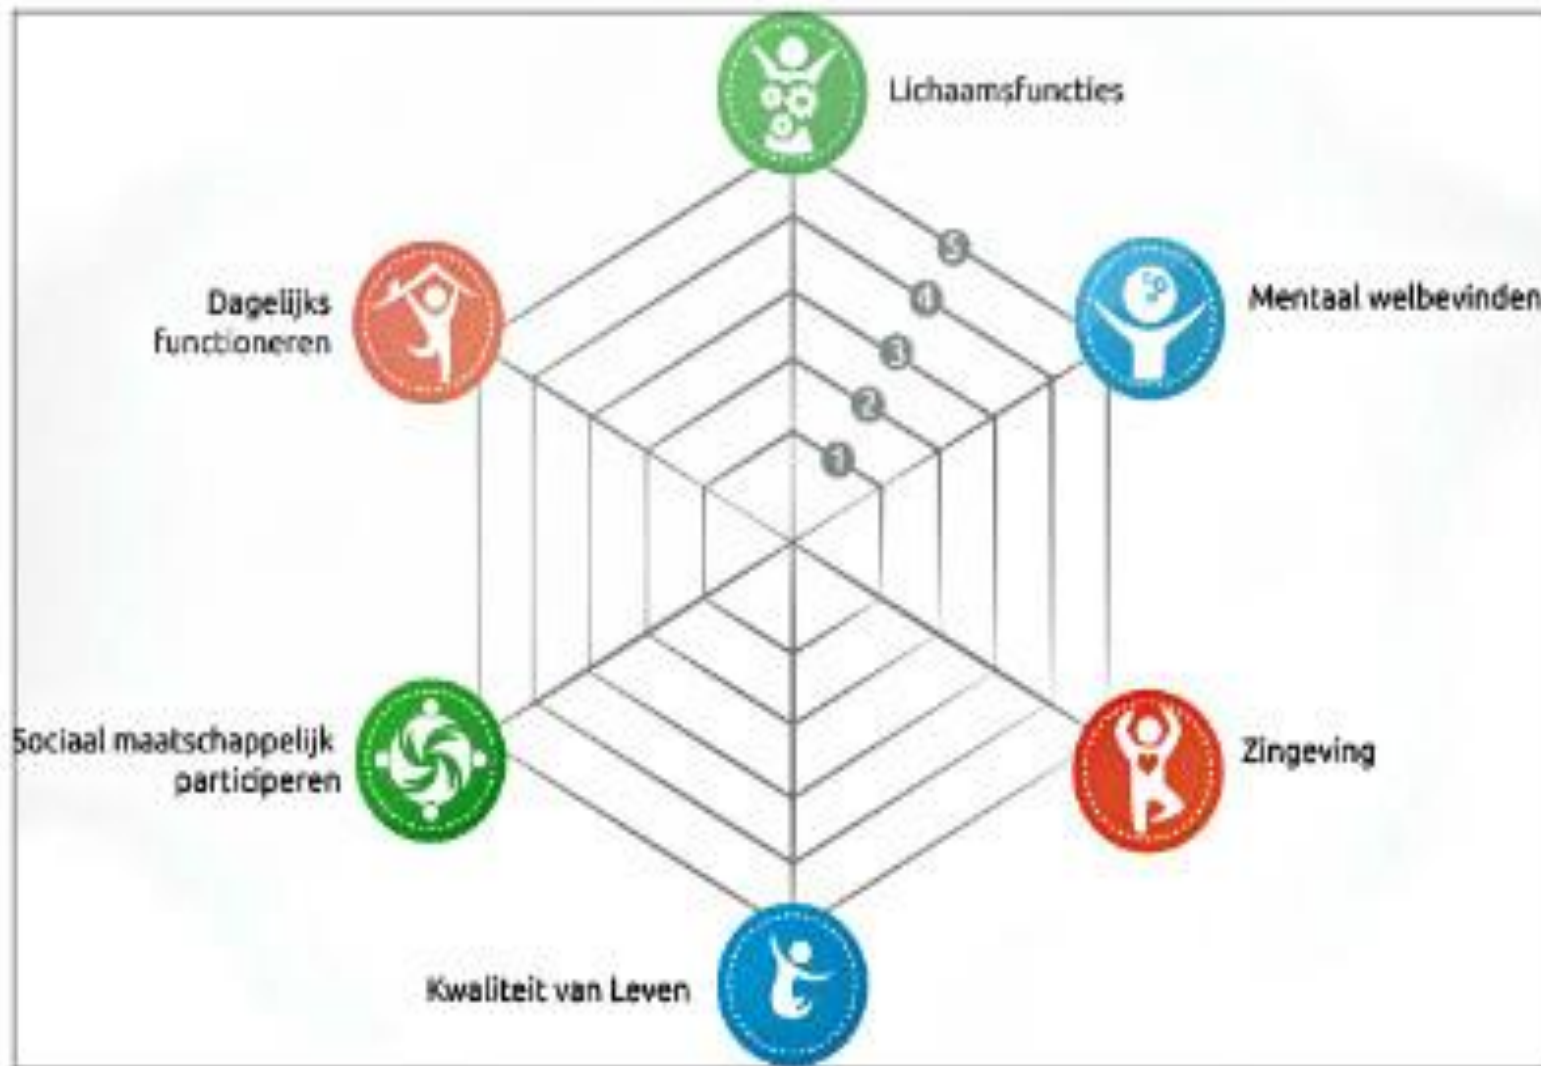 Lichaamsfuncties
5
Dagelijks
functioneren
4
Mentaal welbevinden
3
2
1
Sociaal maatschappelijk
participeren
Zingeving
Kwaliteit van Leven